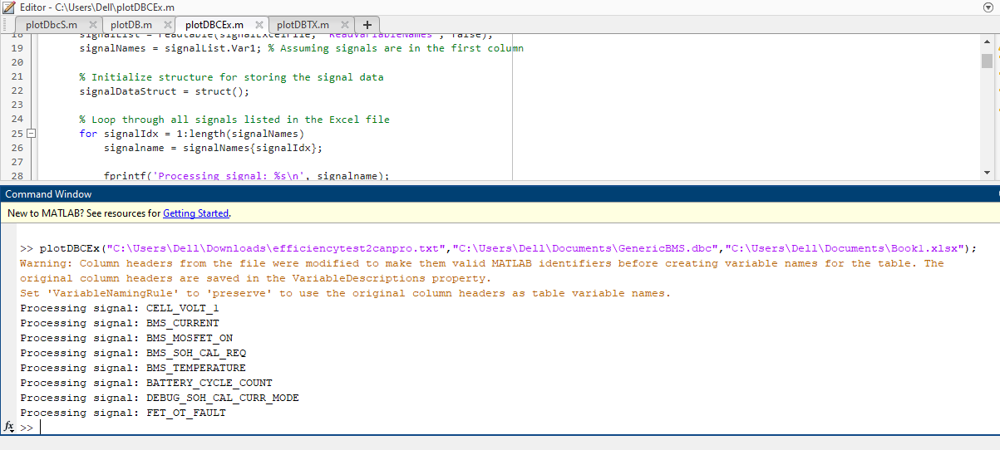 Editor - C:\Users\Dell\plotDBCEx.m
plotDbcS.m
plotDB.m
plotDBCEx.m
plotDBTX.m
18 signalList = readtable(signalExcelFile, 'ReadVariableNames', false);
19 signalNames = signalList.Var1; % Assuming signals are in the first column
20
21 % Initialize structure for storing the signal data
22 signalDataStruct = struct();
23
24 % Loop through all signals listed in the Excel file
25 for signalIdx = 1:length(signalNames)
26 signalname = signalNames{signalIdx};
27
28 fprintf('Processing signal: %s\n', signalname);
Command Window
New to MATLAB? See resources for Getting Started.
>> plotDBCEx("C:\Users\Dell\Downloads\efficiencytest2canpro.txt","C:\Users\Dell\Documents\GenericBMS.dbc","C:\Users\Dell\Documents\Book1.xlsx");
Warning: Column headers from the file were modified to make them valid MATLAB identifiers before creating variable names for the table. The
original column headers are saved in the VariableDescriptions property.
Set 'VariableNamingRule' to 'preserve' to use the original column headers as table variable names.
Processing signal: CELL_VOLT_1
Processing signal: BMS_CURRENT
Processing signal: BMS_MOSFET_ON
Processing signal: BMS_SOH_CAL_REQ
Processing signal: BMS_TEMPERATURE
Processing signal: BATTERY_CYCLE_COUNT
Processing signal: DEBUG_SOH_CAL_CURR_MODE
Processing signal: FET_OT_FAULT
fx >>